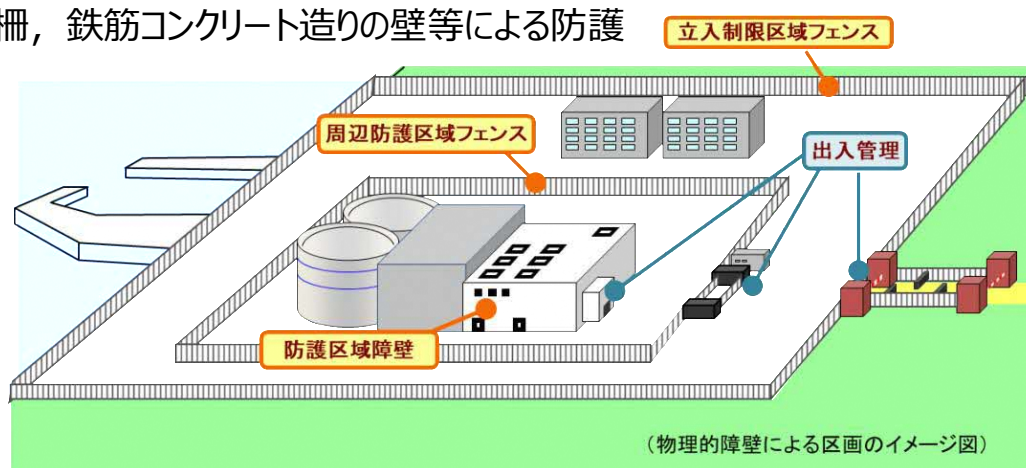 柵，鉄筋コンクリート造りの壁等による防護
立入制限区域フェンス
周辺防護区域フェンス
出入管理
防護区域障壁
（物理的障壁による区画のイメージ図）